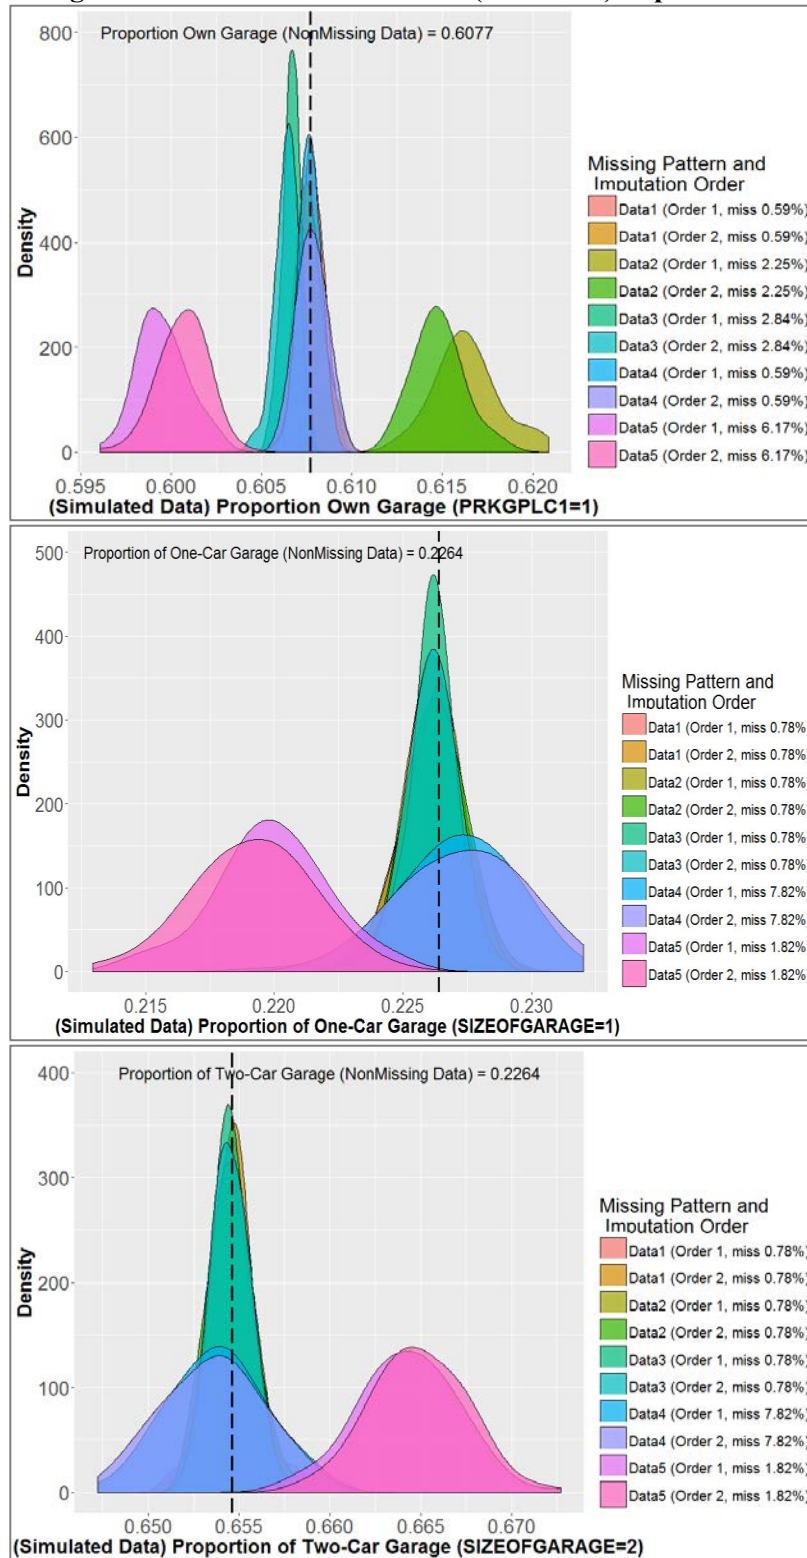 Proportion Own Garage (NonMissing Data) = 0.6077
800
600
400
200
0
Density
0.595 0.600 0.605 0.610 0.615 0.620
(Simulated Data) Proportion Own Garage (PRKGPLC1=1)
Missing Pattern and
Imputation Order
Data1 (Order 1, miss 0.59%)
Data1 (Order 2, miss 0.59%)
Data2 (Order 1, miss 2.25%)
Data2 (Order 2, miss 2.25%)
Data3 (Order 1, miss 2.84%)
Data3 (Order 2, miss 2.84%)
Data4 (Order 1, miss 0.59%)
Data4 (Order 2, miss 0.59%)
Data5 (Order 1, miss 6.17%)
Data5 (Order 2, miss 6.17%)
Proportion of One-Car Garage (NonMissing Data) = 0.2264
500
400
300
200
100
0
Density
0.215 0.220 0.225 0.230
(Simulated Data) Proportion of One-Car Garage (SIZEOFGARAGE=1)
Missing Pattern and
Imputation Order
Data1 (Order 1, miss 0.78%
Data1 (Order 2, miss 0.78%
Data2 (Order 1, miss 0.78%
Data2 (Order 2, miss 0.78%
Data3 (Order 1, miss 0.78%
Data3 (Order 2, miss 0.78%
Data4 (Order 1, miss 7.82%
Data4 (Order 2, miss 7.82%
Data5 (Order 1, miss 1.82%
Data5 (Order 2, miss 1.82%
Proportion of Two-Car Garage (NonMissing Data) = 0.2264
400
300
200
100
0
Density
0.650 0.655 0.660 0.665 0.670
(Simulated Data) Proportion of Two-Car Garage (SIZEOFGARAGE=2)
Missing Pattern and
Imputation Order
Data1 (Order 1, miss 0.78%)
Data1 (Order 2, miss 0.78%)
Data2 (Order 1, miss 0.78%)
Data2 (Order 2, miss 0.78%)
Data3 (Order 1, miss 0.78%)
Data3 (Order 2, miss 0.78%)
Data4 (Order 1, miss 7.82%)
Data4 (Order 2, miss 7.82%)
Data5 (Order 1, miss 1.82%)
Data5 (Order 2, miss 1.82%)